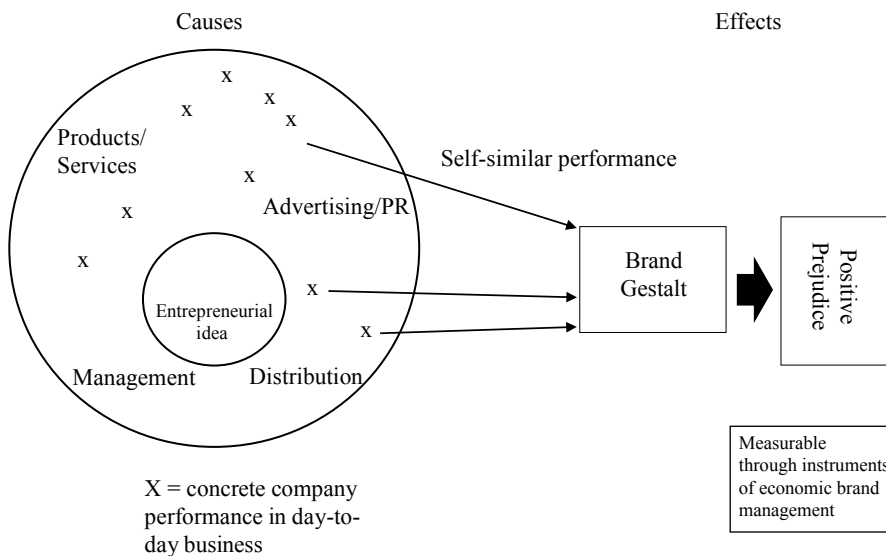 Causes
Effects
x
x
x
x
Products/
Services
Self-similar performance
x
Advertising/PR
x
x
Brand
Gestalt
Positive
Prejudice
x
Entrepreneurial
idea
x
Management
Distribution
Measurable
through instruments
of economic brand
management
X = concrete company
performance in day-to-
day business